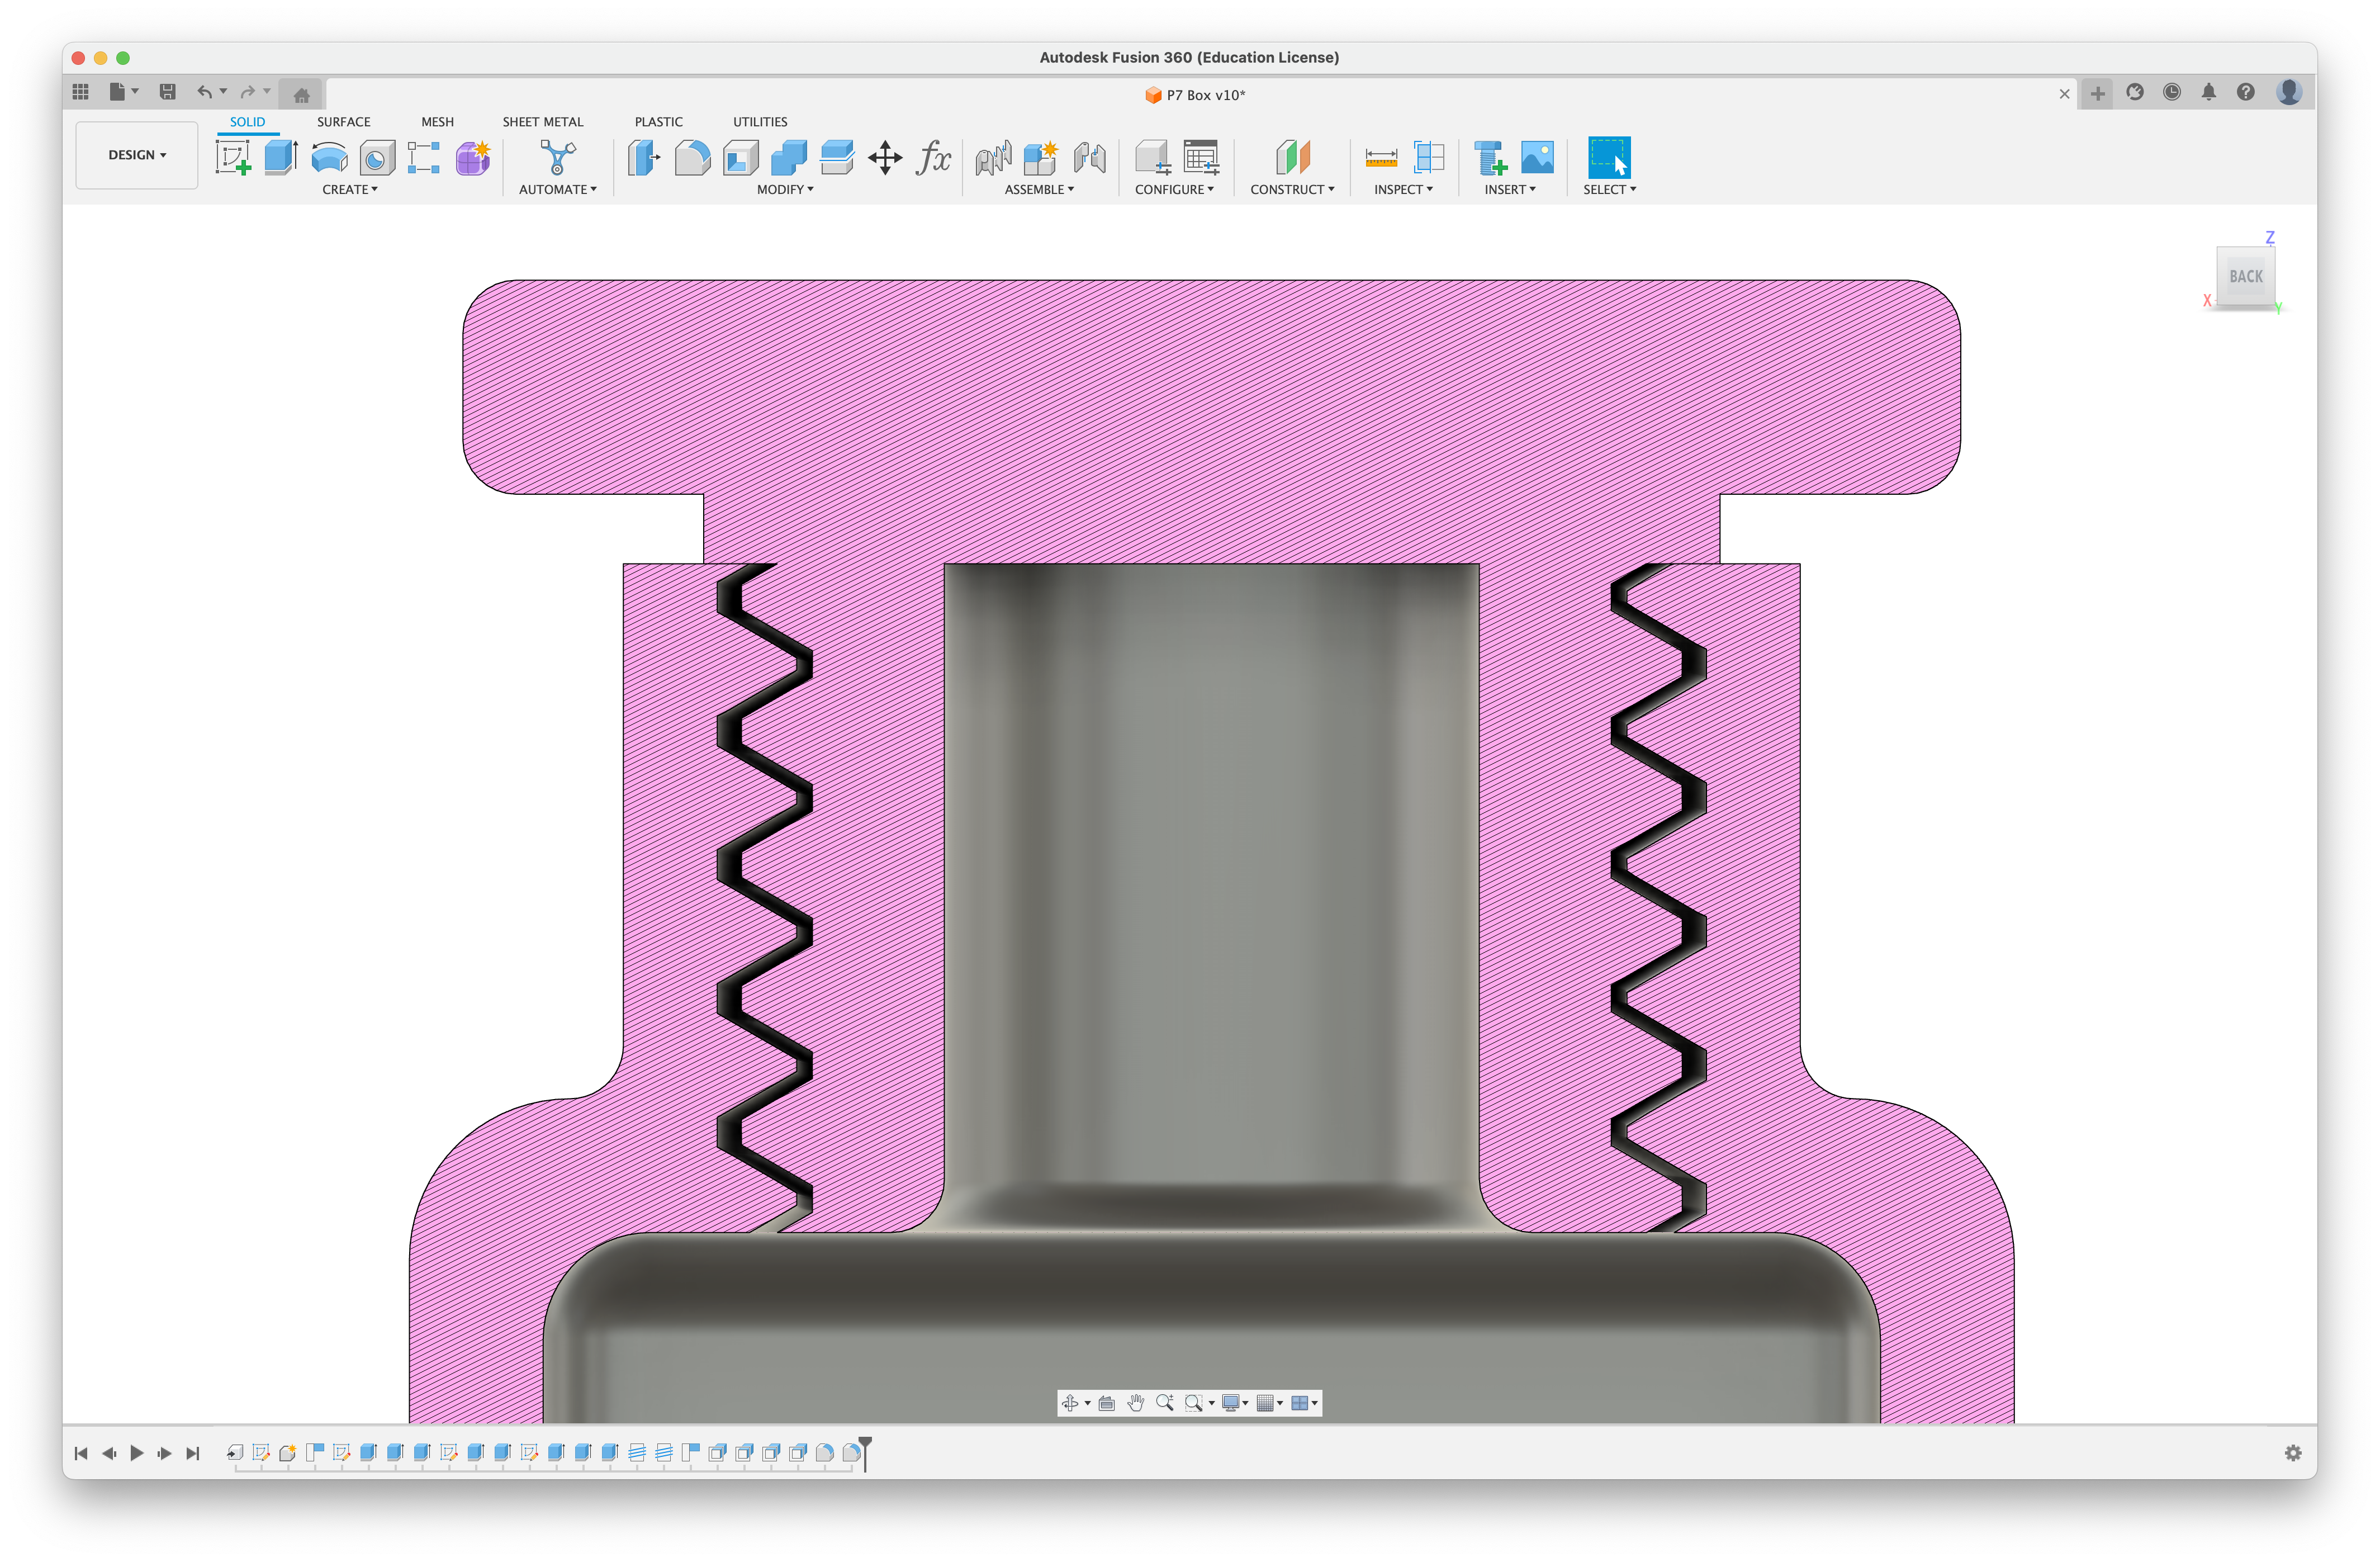 Autodesk Fusion 360 (Education License)
P7 Box v10*
SOLID SURFACE MESH SHEET METAL PLASTIC UTILITIES
DESIGN
fx
CREATE AUTOMATE MODIFY ASSEMBLE CONFIGURE CONSTRUCT INSPECT INSERT SELECT
Z
BACK
X
Y